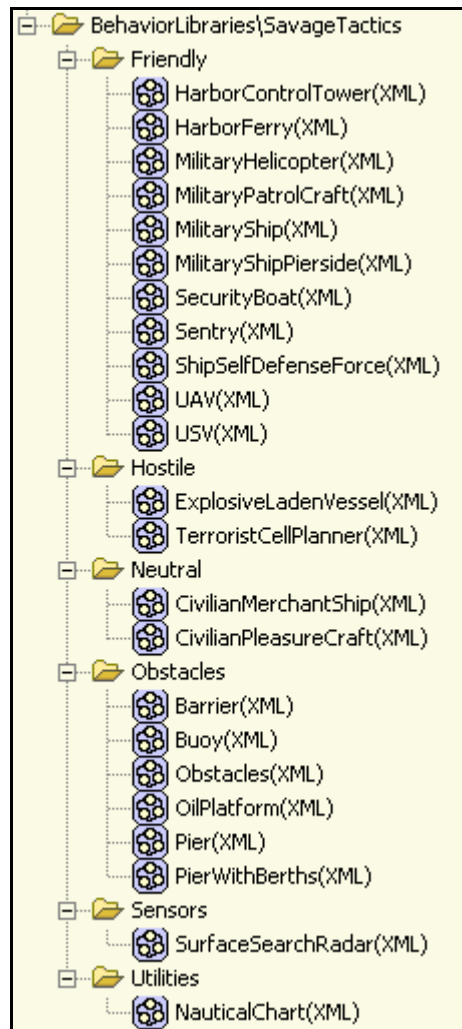 BehaviorLibraries\SavageTactics
Friendly
HarborControlTower(XML)
HarborFerry(XML)
MilitaryHelicopter(XML)
MilitaryPatrolCraft(XML)
MilitaryShip(XML)
MilitaryShipPierside(XML)
SecurityBoat(XML)
Sentry(XML)
ShipSelfDefenseForce(XML)
UAV(XML)
USV(XML)
Hostile
ExplosiveLadenVessel(XML)
TerroristCellPlanner(XML)
Neutral
CivilianMerchantShip(XML)
CivilianPleasureCraft(XML)
Obstacles
Barrier(XML)
Buoy(XML)
Obstacles(XML)
OilPlatform(XML)
Pier(XML)
PierWithBerths(XML)
Sensors
SurfaceSearchRadar(XML)
Utilities
NauticalChart(XML)